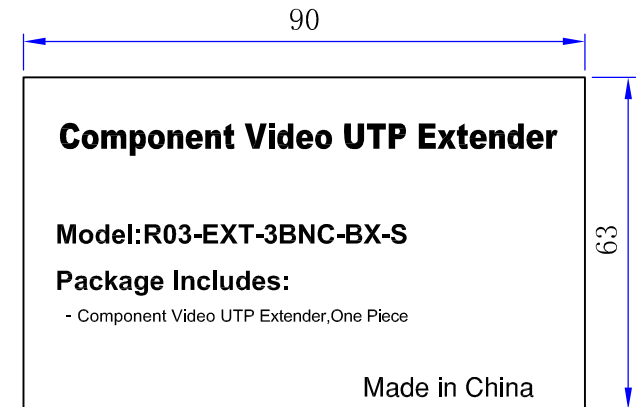 90
Component Video UTP Extender
63
Model:R03-EXT-3BNC-BX-S
Package Includes:
- Component Video UTP Extender,One Piece
Made in China